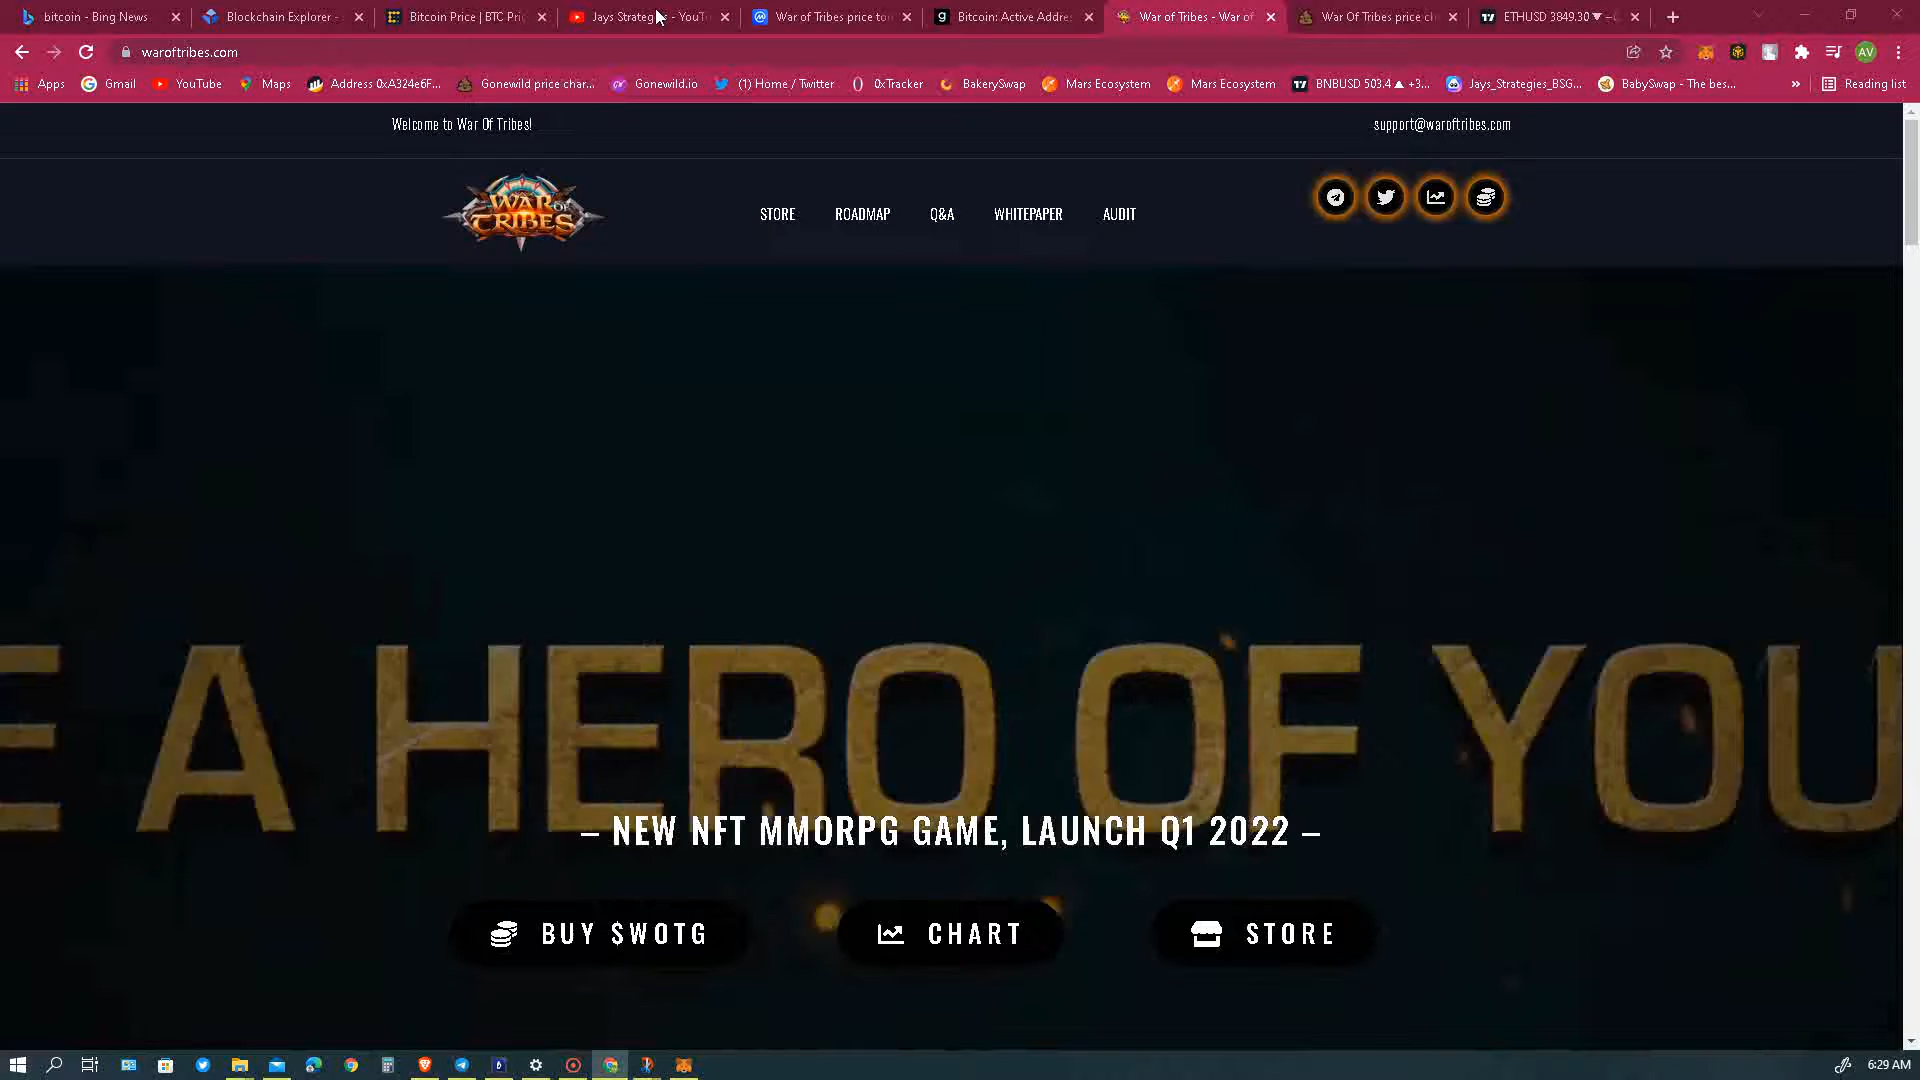 bitcoin - Bing News
Blockchain Explorer -
Bitcoin Price | BTC Pric
Jays Strategies - YouT
War of Tribes price to
Bitcoin: Active Addre
War of Tribes - War of
War Of Tribes price c
ETHUSD 3849.30▼ −
waroftribes.com
AV
Apps
Gmail
YouTube
Maps
Address 0xA324e6F...
Gonewild price char...
Gonewild.io
(1) Home / Twitter
0xTracker
BakerySwap
Mars Ecosystem
Mars Ecosystem
BNBUSD 503.4▲ +3...
Jays_Strategies_BSG...
BabySwap - The bes...
»
Reading list
Welcome to War Of Tribes!
support@waroftribes.com
WAR OF TRIBES
STORE
ROADMAP
Q&A
WHITEPAPER
AUDIT
E A HERO OF YOU
– NEW NFT MMORPG GAME, LAUNCH Q1 2022 –
BUY $WOTG
CHART
STORE
6:29 AM